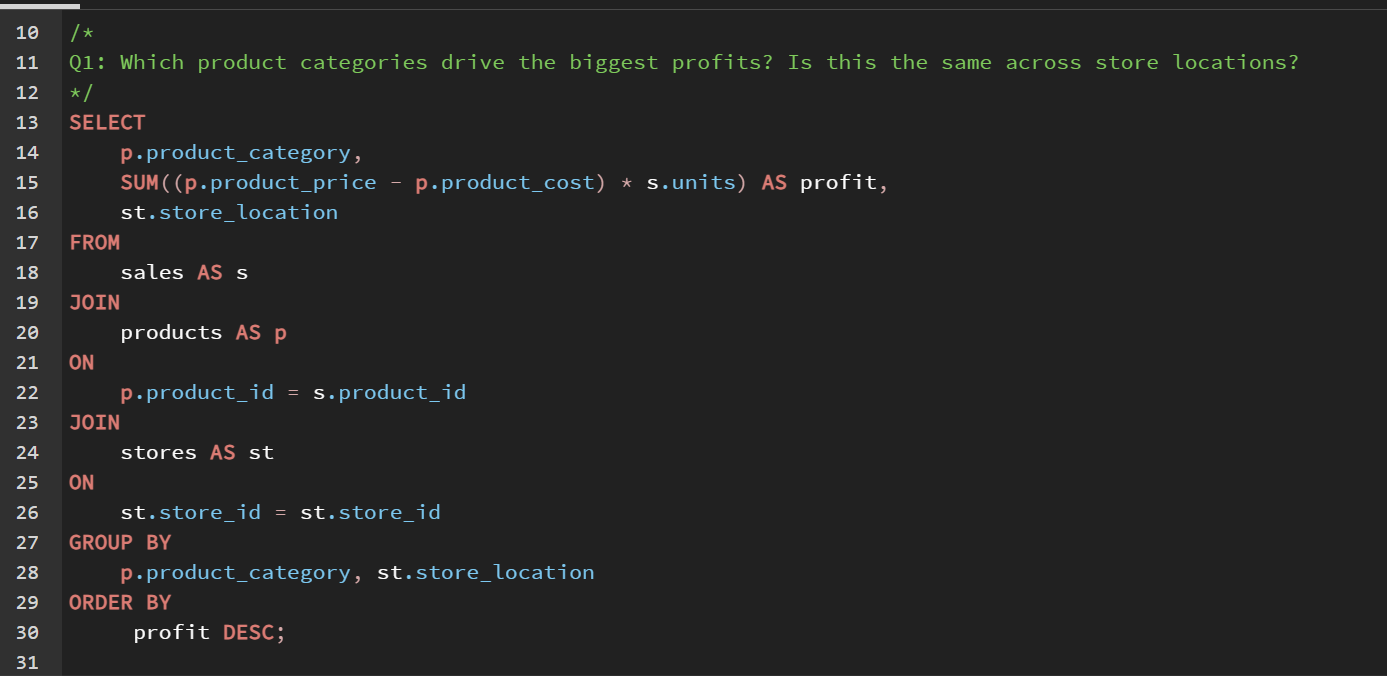 10 /*
11 Q1: Which product categories drive the biggest profits? Is this the same across store locations?
12 */
13 SELECT
14 p.product_category,
15 SUM((p.product_price - p.product_cost) * s.units) AS profit,
16 st.store_location
17 FROM
18 sales AS s
19 JOIN
20 products AS p
21 ON
22 p.product_id = s.product_id
23 JOIN
24 stores AS st
25 ON
26 st.store_id = st.store_id
27 GROUP BY
28 p.product_category, st.store_location
29 ORDER BY
30 profit DESC;
31